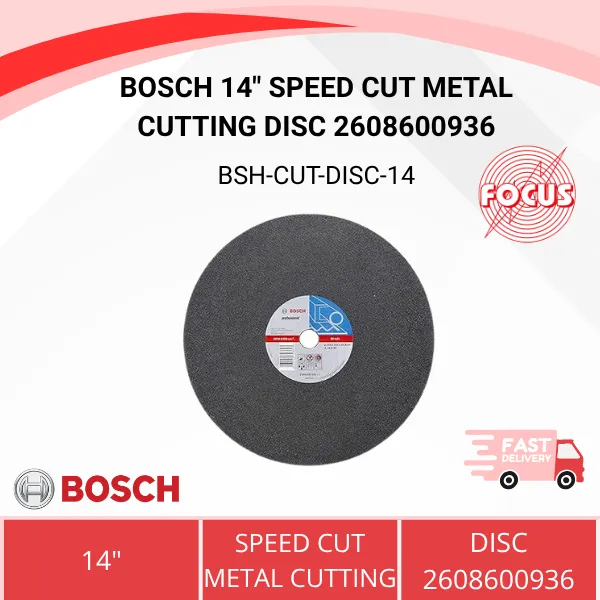 BOSCH 14" SPEED CUT METAL
CUTTING DISC 2608600936
BSH-CUT-DISC-14
FOCUS
BOSCH
professional
FAST
DELIVERY
BOSCH
14"
SPEED CUT
METAL CUTTING
DISC
2608600936